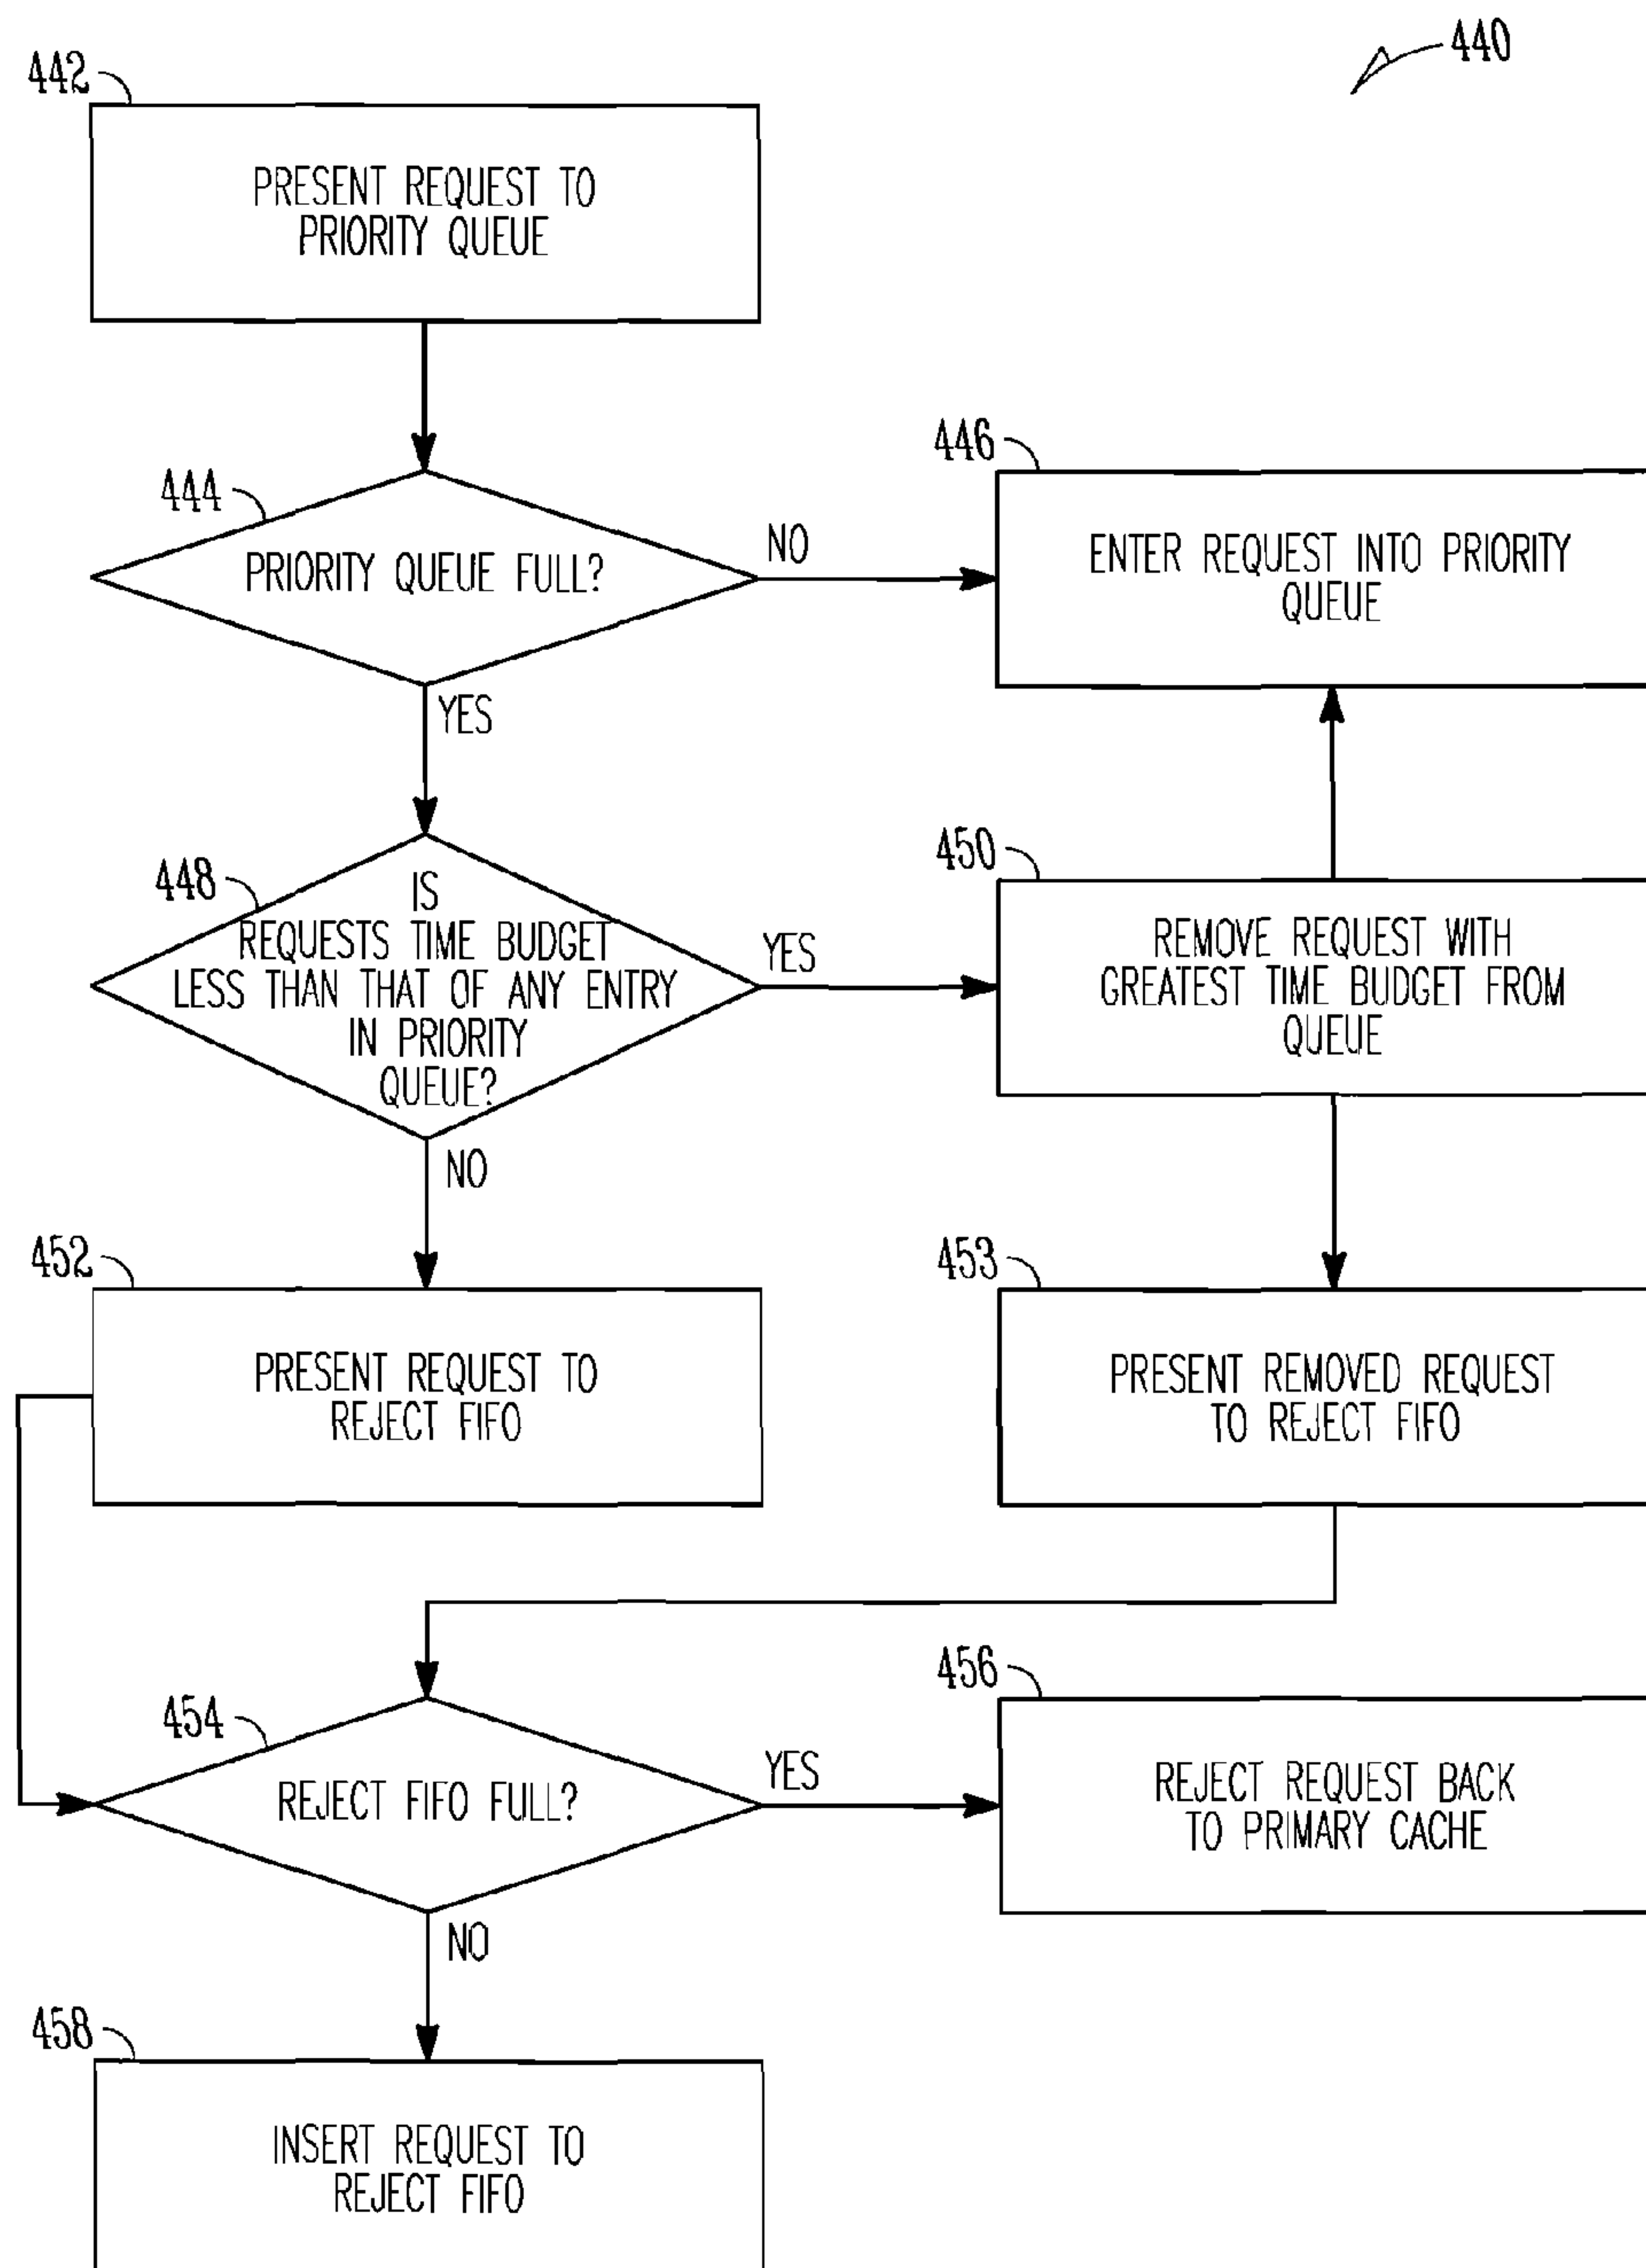 440
442
PRESENT REQUEST TO
PRIORITY QUEUE
444
PRIORITY QUEUE FULL?
NO
446
ENTER REQUEST INTO PRIORITY
QUEUE
YES
448
IS
REQUESTS TIME BUDGET
LESS THAN THAT OF ANY ENTRY
IN PRIORITY
QUEUE?
YES
450
REMOVE REQUEST WITH
GREATEST TIME BUDGET FROM
QUEUE
NO
452
PRESENT REQUEST TO
REJECT FIFO
453
PRESENT REMOVED REQUEST
TO REJECT FIFO
454
REJECT FIFO FULL?
YES
456
REJECT REQUEST BACK
TO PRIMARY CACHE
NO
458
INSERT REQUEST TO
REJECT FIFO